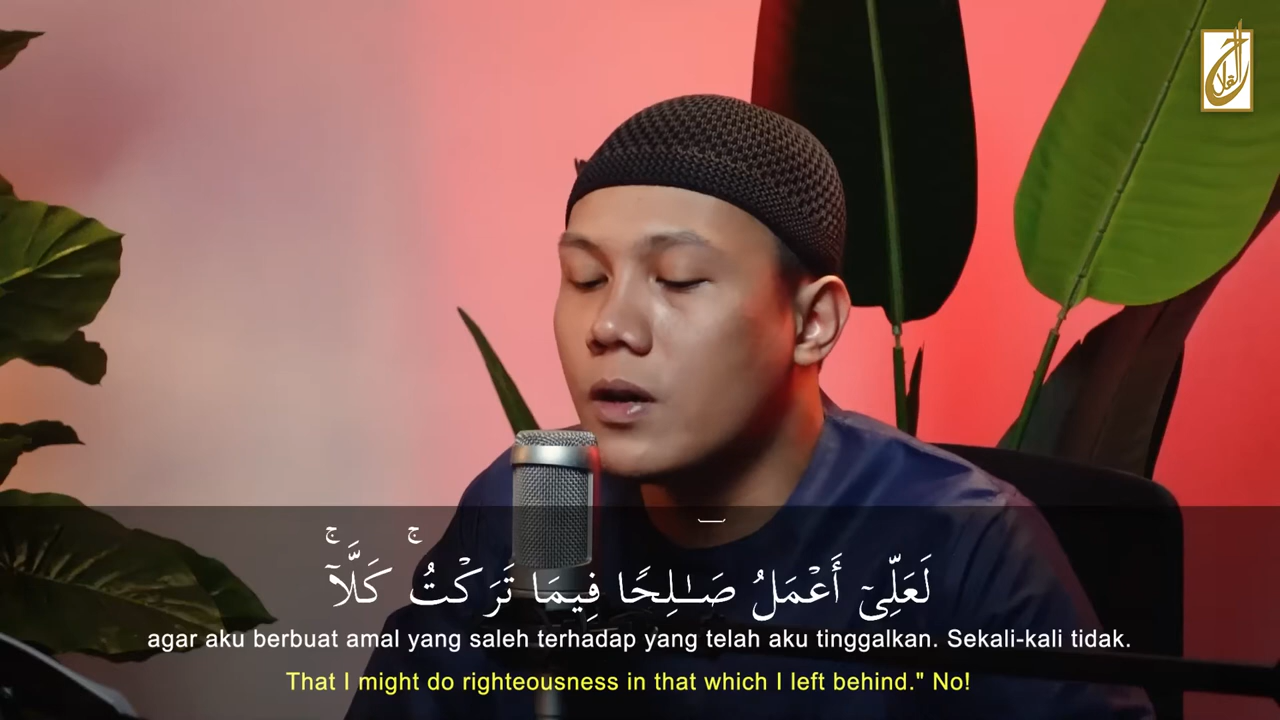 لَعَلِّىٓ أَعْمَلُ صَـٰلِحًا فِيمَا تَرَكْتُ ۚ كَلَّآ ۚ
agar aku berbuat amal yang saleh terhadap yang telah aku tinggalkan. Sekali-kali tidak.
That I might do righteousness in that which I left behind." No!